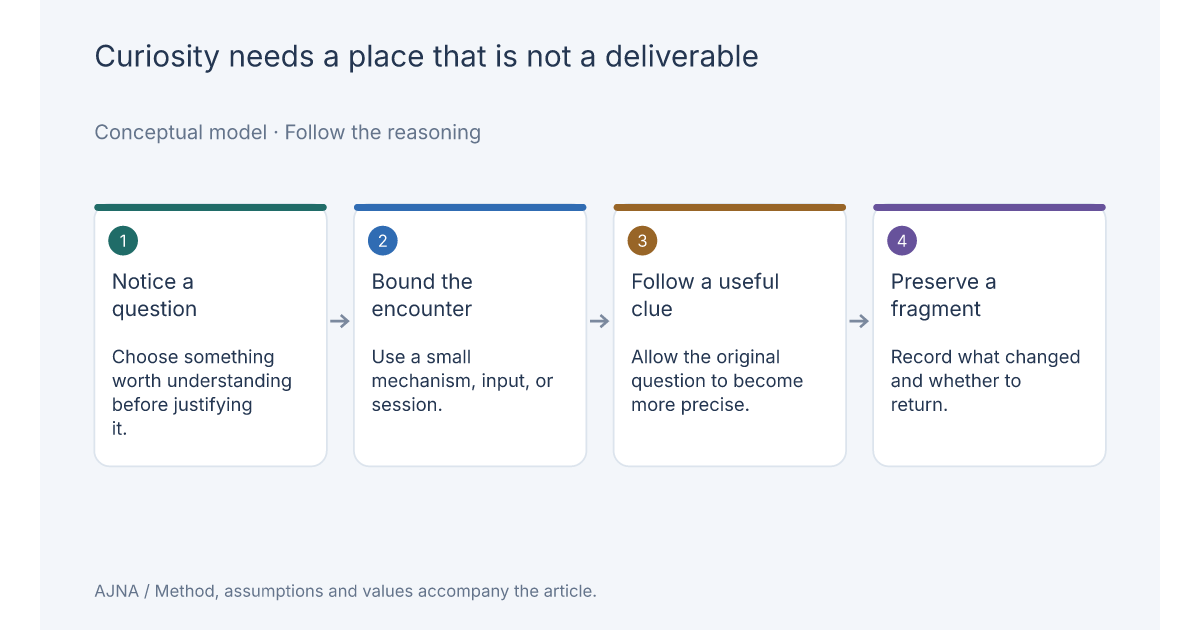 Curiosity needs a place that is not a deliverable
Conceptual model · Follow the reasoning
1
Notice a
question
Choose something
worth understanding
before justifying
it.
2
Bound the
encounter
Use a small
mechanism, input, or
session.
3
Follow a useful
clue
Allow the original
question to become
more precise.
4
Preserve a
fragment
Record what changed
and whether to
return.
AJNA / Method, assumptions and values accompany the article.